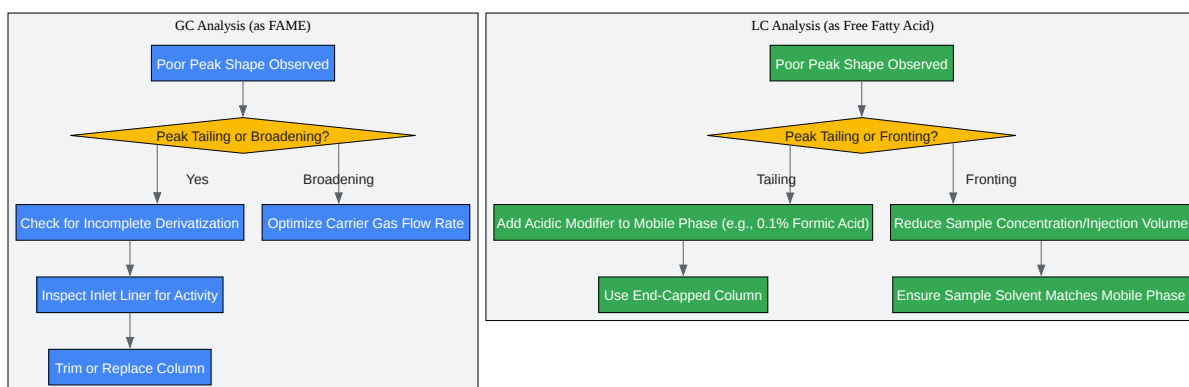 GC Analysis (as FAME)
Poor Peak Shape Observed
Peak Tailing or Broadening?
Yes
Broadening
Check for Incomplete Derivatization
Optimize Carrier Gas Flow Rate
Inspect Inlet Liner for Activity
Trim or Replace Column
LC Analysis (as Free Fatty Acid)
Poor Peak Shape Observed
Peak Tailing or Fronting?
Tailing
Fronting
Add Acidic Modifier to Mobile Phase (e.g., 0.1% Formic Acid)
Reduce Sample Concentration/Injection Volume
Use End-Capped Column
Ensure Sample Solvent Matches Mobile Phase